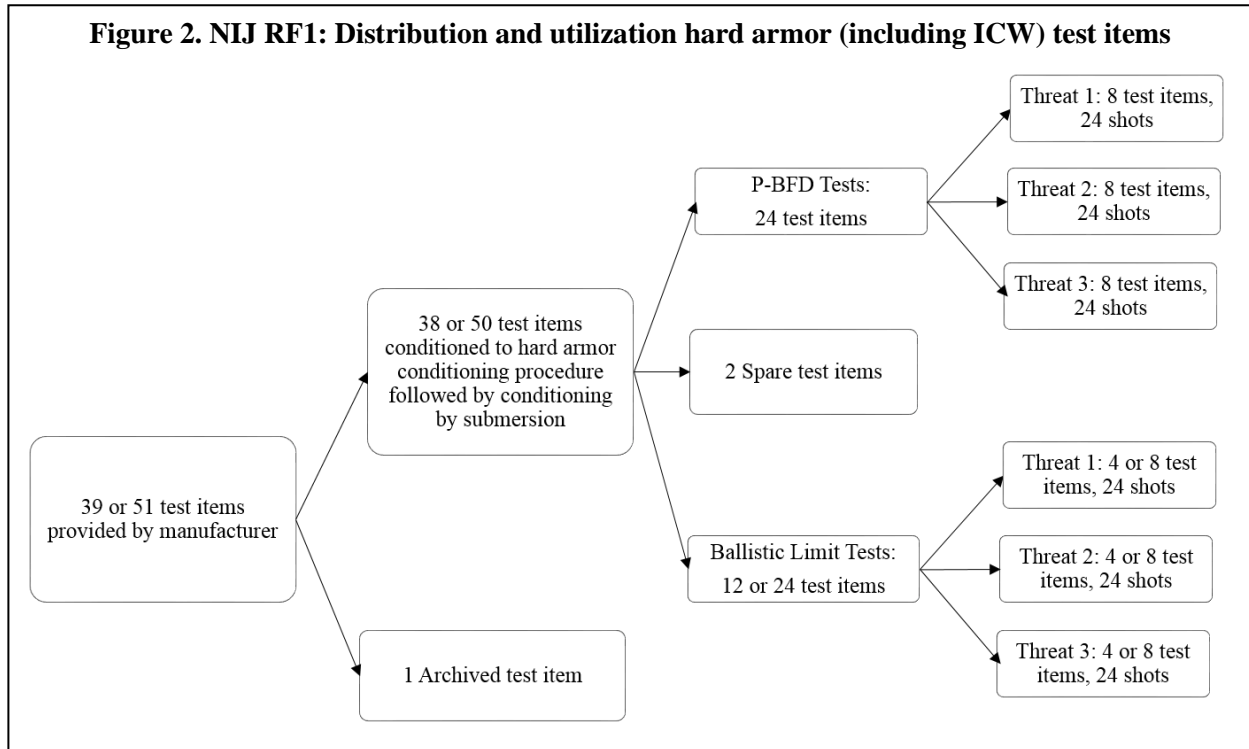 Figure 2. NIJ RF1: Distribution and utilization hard armor (including ICW) test items
39 or 51 test items
provided by manufacturer
38 or 50 test items
conditioned to hard armor
conditioning procedure
followed by conditioning
by submersion
1 Archived test item
P-BFD Tests:
24 test items
2 Spare test items
Ballistic Limit Tests:
12 or 24 test items
Threat 1: 8 test items,
24 shots
Threat 2: 8 test items,
24 shots
Threat 3: 8 test items,
24 shots
Threat 1: 4 or 8 test
items, 24 shots
Threat 2: 4 or 8 test
items, 24 shots
Threat 3: 4 or 8 test
items, 24 shots